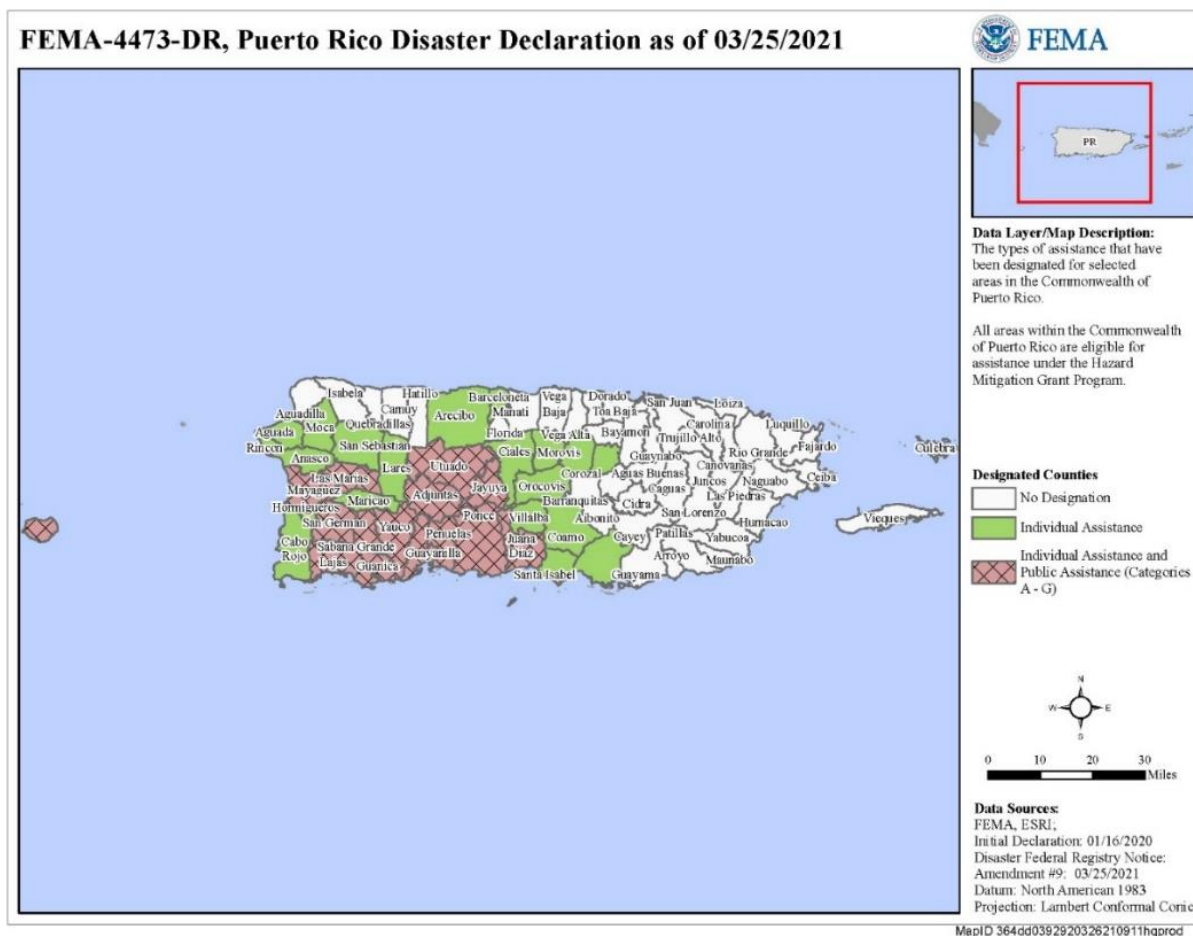 FEMA-4473-DR, Puerto Rico Disaster Declaration as of 03/25/2021
FEMA
PR
Data Layer/Map Description:
The types of assistance that have
been designated for selected
areas in the Commonwealth of
Puerto Rico.
All areas within the Commonwealth
of Puerto Rico are eligible for
assistance under the Hazard
Mitigation Grant Program.
Isabela
Hatillo
Barceloneta
Vega
Baja
Dorado
San Juan
Loiza
Aguadilla
Camuy
Arecibo
Manati
Toa Baja
Carolina
Luquillo
Aguada
Moca
Quebradillas
Florida
Vega Alta
Bayamon
Trujillo Alto
Fajardo
Culebra
Rincon
San Sebastian
Ciales
Morovis
Guaynabo
Rio Grande
Anasco
Lares
Utuado
Corozal
Aguas Buenas
Canovanas
Ceiba
Las Marias
Mayaguez
Adjuntas
Jayuya
Orocovis
Caguas
Juncos
Naguabo
Hormigueros
Maricao
Barranquitas
Cidra
Las Piedras
San German
Yauco
Ponce
Villalba
Aibonito
San Lorenzo
Humacao
Vieques
Cabo
Rojo
Sabana Grande
Penuelas
Juana
Diaz
Coamo
Cayey
Patillas
Yabucoa
Lajas
Guanica
Guayanilla
Santa Isabel
Guayama
Arroyo
Maunabo
Designated Counties
No Designation
Individual Assistance
Individual Assistance and
Public Assistance (Categories
A - G)
N
W
E
S
0 10 20 30
Miles
Data Sources:
FEMA, ESRI;
Initial Declaration: 01/16/2020
Disaster Federal Registry Notice:
Amendment #9: 03/25/2021
Datum: North American 1983
Projection: Lambert Conformal Conic
MapID 364dd0392920326210911hqprod